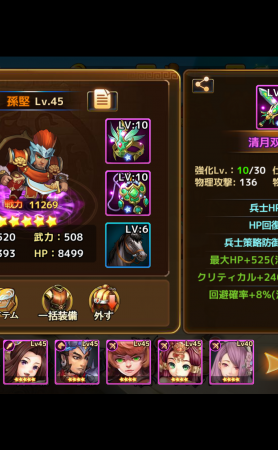 孫堅 Lv.45
LV:10
戦力 11269
LV:10
520 武力：508
393 HP：8499
LV:6
テム
一括装備
外す
Lv45
Lv45
Lv45
Lv45
Lv40
LV:
清月双
強化Lv.：10/30
物理攻撃：136
兵士HP
HP回復
兵士策略防御
最大HP+525(
クリティカル+240
回避確率+8%(